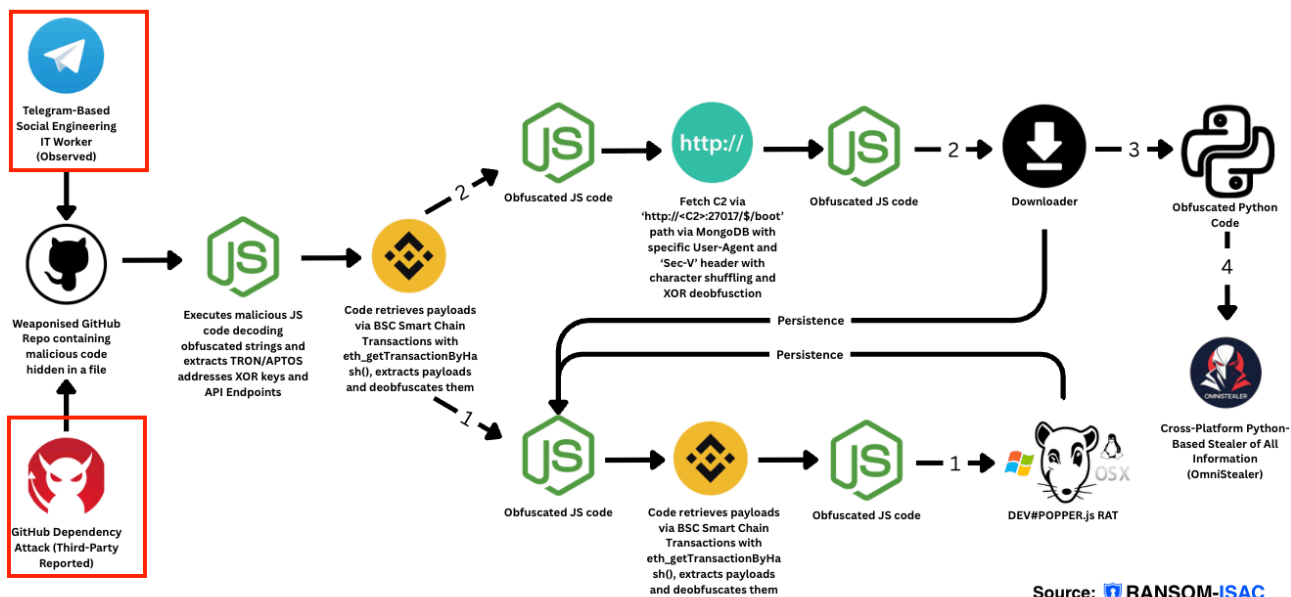 Telegram-Based
Social Engineering
IT Worker
(Observed)
Weaponised GitHub
Repo containing
malicious code
hidden in a file
GitHub Dependency
Attack (Third-Party
Reported)
JS
Executes malicious JS
code decoding
obfuscated strings and
extracts TRON/APTOS
addresses XOR keys and
API Endpoints
Code retrieves payloads
via BSC Smart Chain
Transactions with
eth_getTransactionByHa
sh(), extracts payloads
and deobfuscates them
2
JS
Obfuscated JS code
http://
Fetch C2 via
‘http://<C2>:27017/$/boot’
path via MongoDB with
specific User-Agent and
‘Sec-V’ header with
character shuffling and
XOR deobfusction
JS
Obfuscated JS code
2
Downloader
3
Obfuscated Python
Code
4
OMNISTEALER
Cross-Platform Python-
Based Stealer of All
Information
(OmniStealer)
Persistence
Persistence
1
JS
Obfuscated JS code
Code retrieves payloads
via BSC Smart Chain
Transactions with
eth_getTransactionByHa
sh(), extracts payloads
and deobfuscates them
JS
Obfuscated JS code
1
OSX
DEV#POPPER.js RAT
Source: RANSOM-ISAC